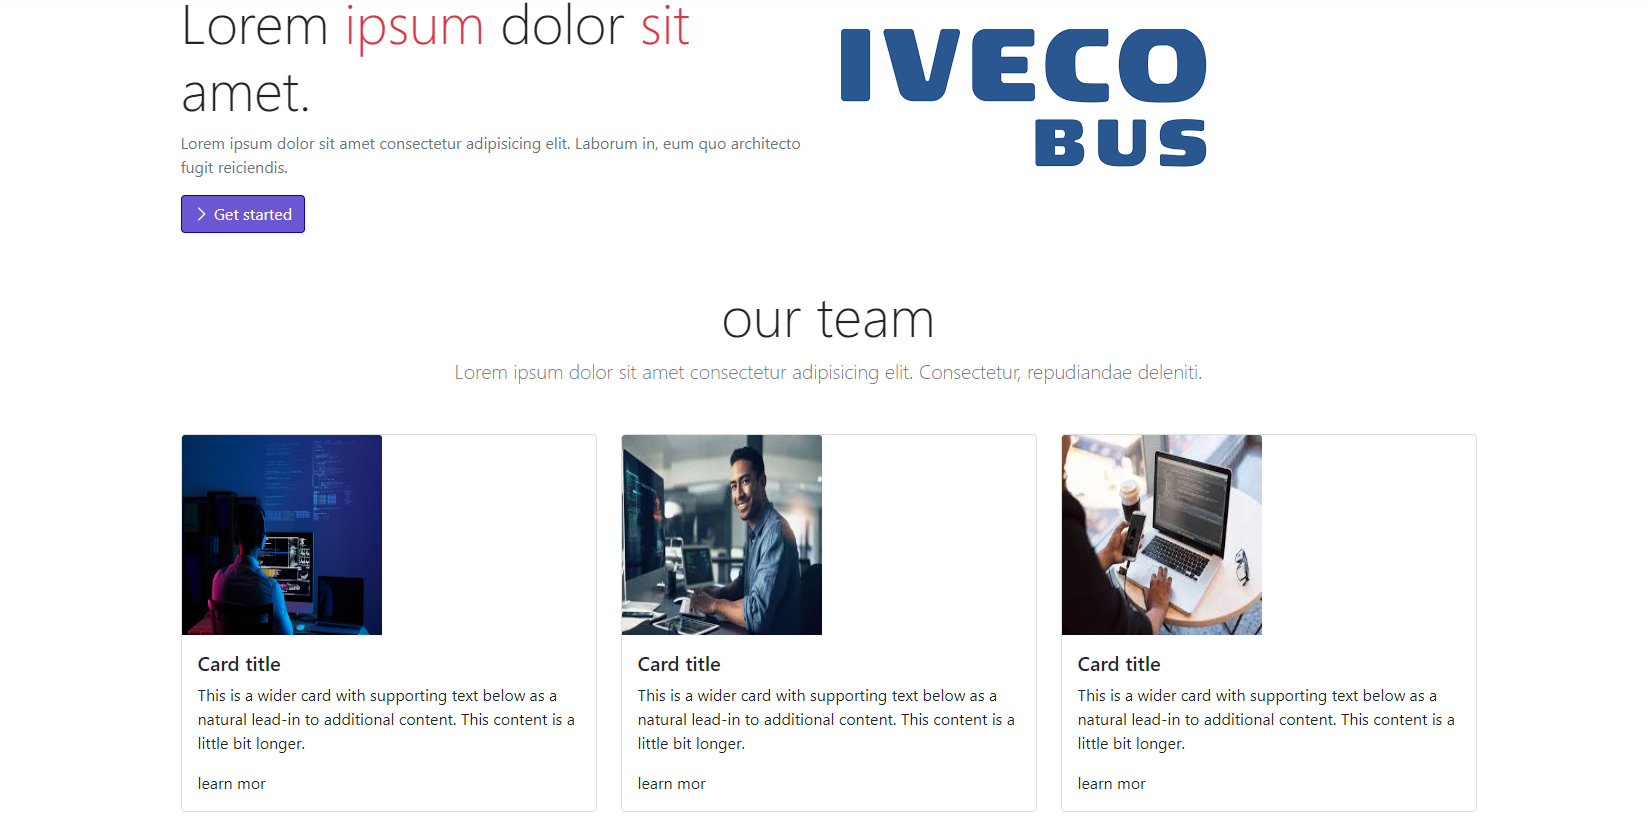 Lorem ipsum dolor sit
amet.
Lorem ipsum dolor sit amet consectetur adipisicing elit. Laborum in, eum quo architecto
fugit reiciendis.
Get started
IVECO
BUS
our team
Lorem ipsum dolor sit amet consectetur adipisicing elit. Consectetur, repudiandae deleniti.
Card title
This is a wider card with supporting text below as a
natural lead-in to additional content. This content is a
little bit longer.
learn mor
Card title
This is a wider card with supporting text below as a
natural lead-in to additional content. This content is a
little bit longer.
learn mor
Card title
This is a wider card with supporting text below as a
natural lead-in to additional content. This content is a
little bit longer.
learn mor